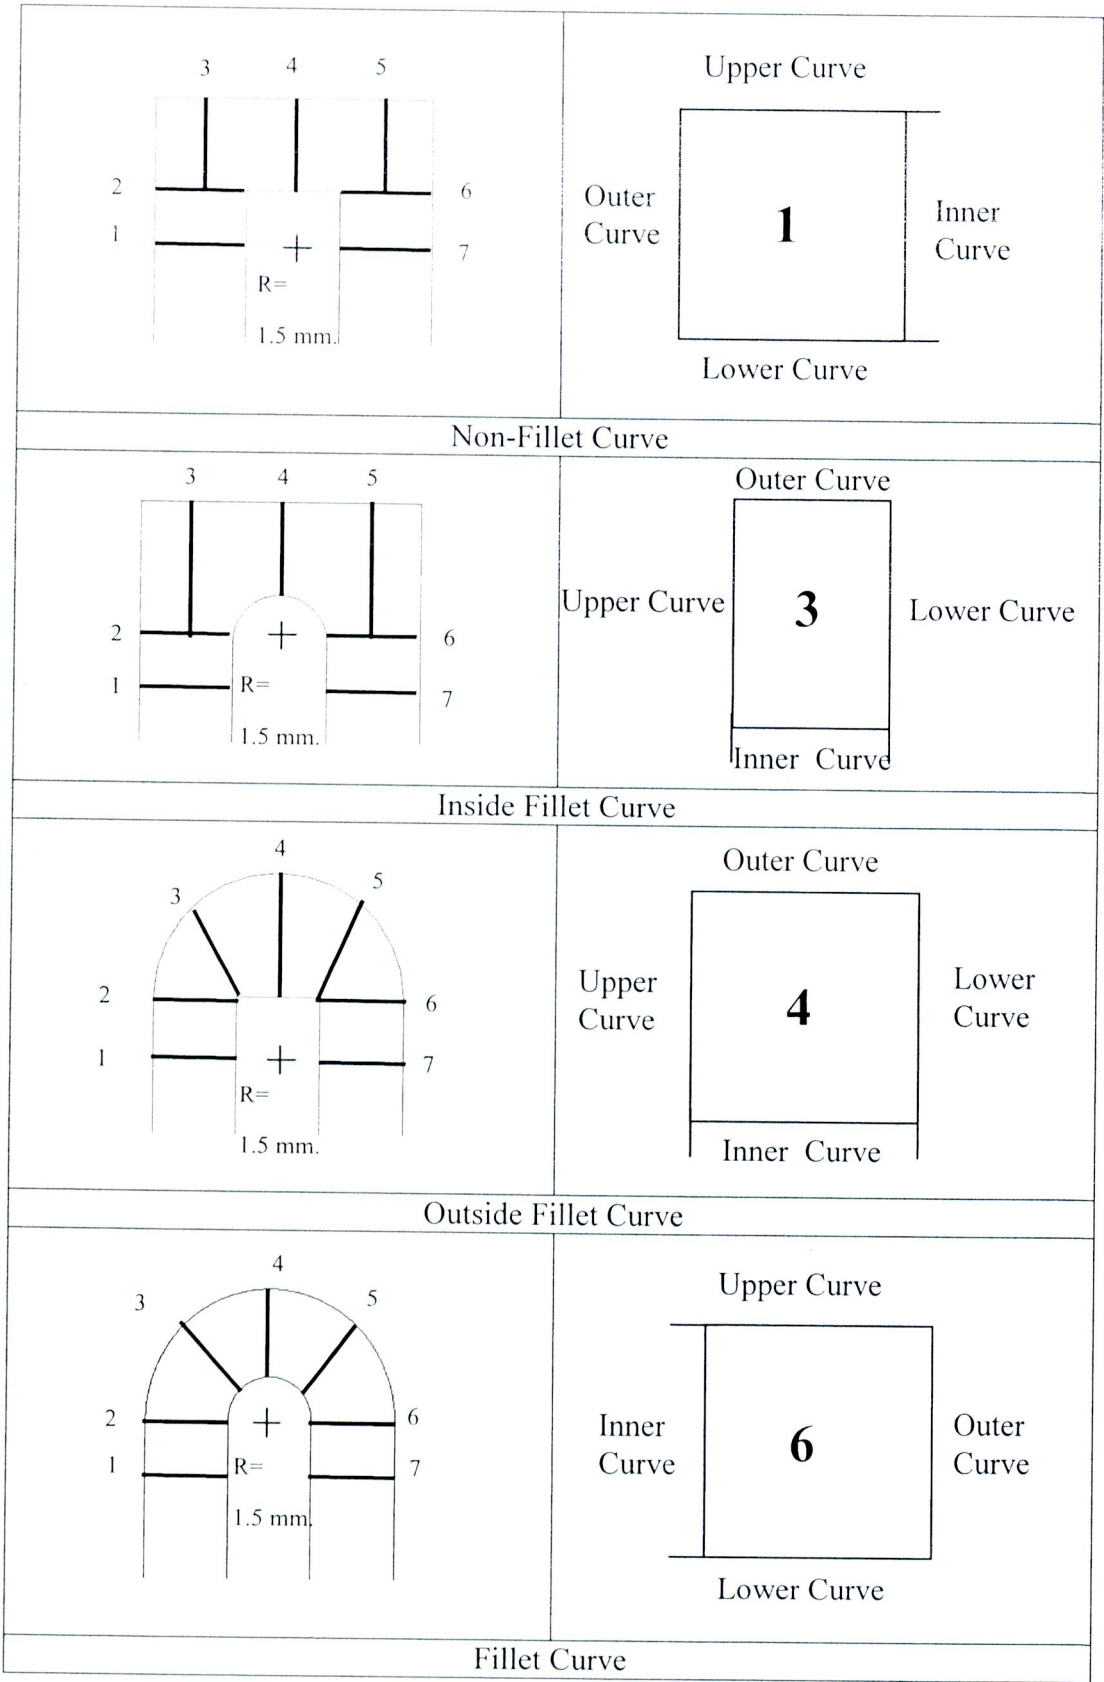 3 4 5
2 6
1 7
R=
1.5 mm.
Upper Curve
Outer
Curve
1
Inner
Curve
Lower Curve
Non-Fillet Curve
3 4 5
2 6
1 7
R=
1.5 mm.
Outer Curve
Upper Curve
3
Lower Curve
Inner Curve
Inside Fillet Curve
4
3 5
2 6
1 7
R=
1.5 mm.
Outer Curve
Upper
Curve
4
Lower
Curve
Inner Curve
Outside Fillet Curve
4
3 5
2 6
1 7
R=
1.5 mm.
Upper Curve
Inner
Curve
6
Outer
Curve
Lower Curve
Fillet Curve